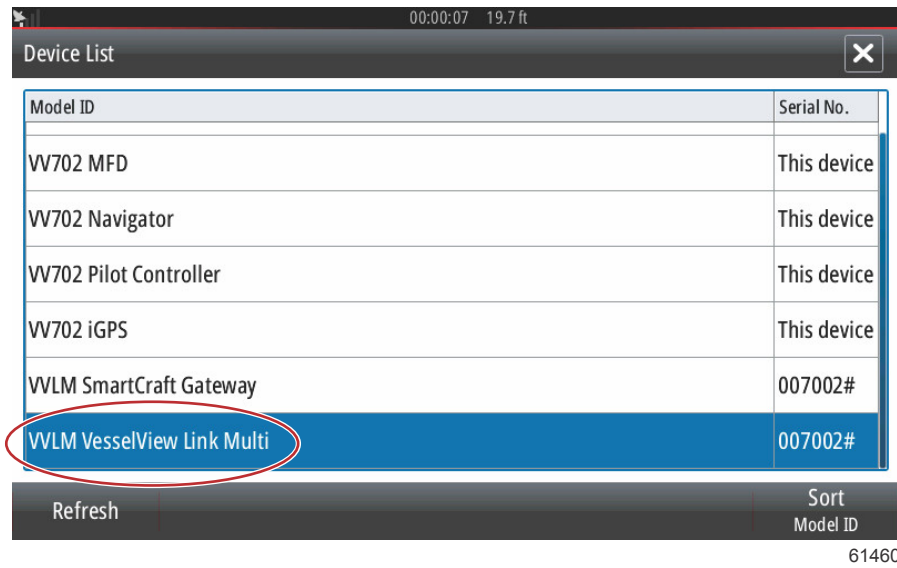 00:00:07 19.7 ft
Device List
Model ID Serial No.
VV702 MFD This device
VV702 Navigator This device
VV702 Pilot Controller This device
VV702 iGPS This device
VVLM SmartCraft Gateway 007002#
VVLM VesselView Link Multi 007002#
Refresh Sort
Model ID
61460